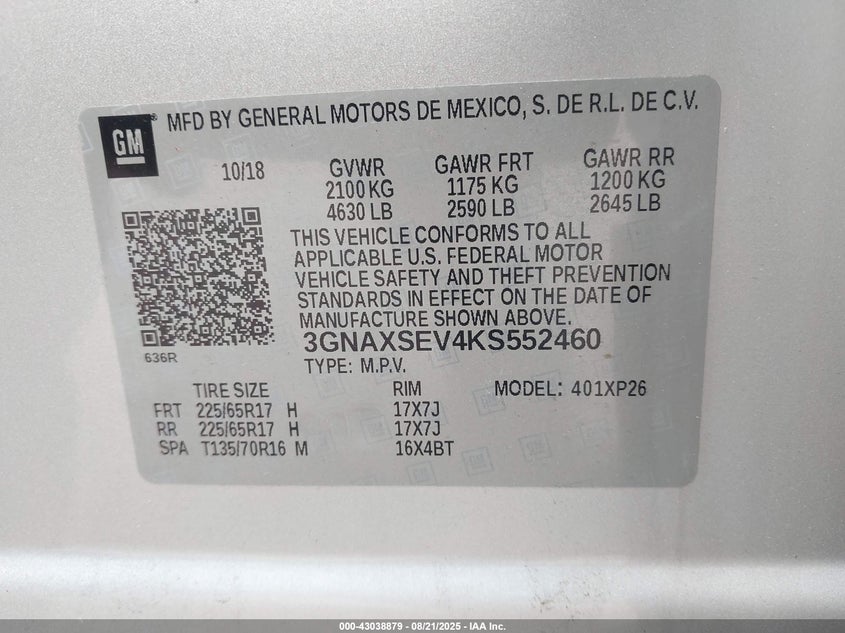 GM ® MFD BY GENERAL MOTORS DE MEXICO, S. DE R.L. DE C.V.
10/18 GVWR GAWR FRT GAWR RR
2100 KG 1175 KG 1200 KG
4630 LB 2590 LB 2645 LB
THIS VEHICLE CONFORMS TO ALL
APPLICABLE U.S. FEDERAL MOTOR
VEHICLE SAFETY AND THEFT PREVENTION
STANDARDS IN EFFECT ON THE DATE OF
MANUFACTURE SHOWN ABOVE.
3GNAXSEV4KS552460
636R
TYPE: M.P.V.
TIRE SIZE RIM MODEL: 401XP26
FRT 225/65R17 H 17X7J
RR 225/65R17 H 17X7J
SPA T135/70R16 M 16X4BT
000-43038879 - 08/21/2025 - IAA Inc.